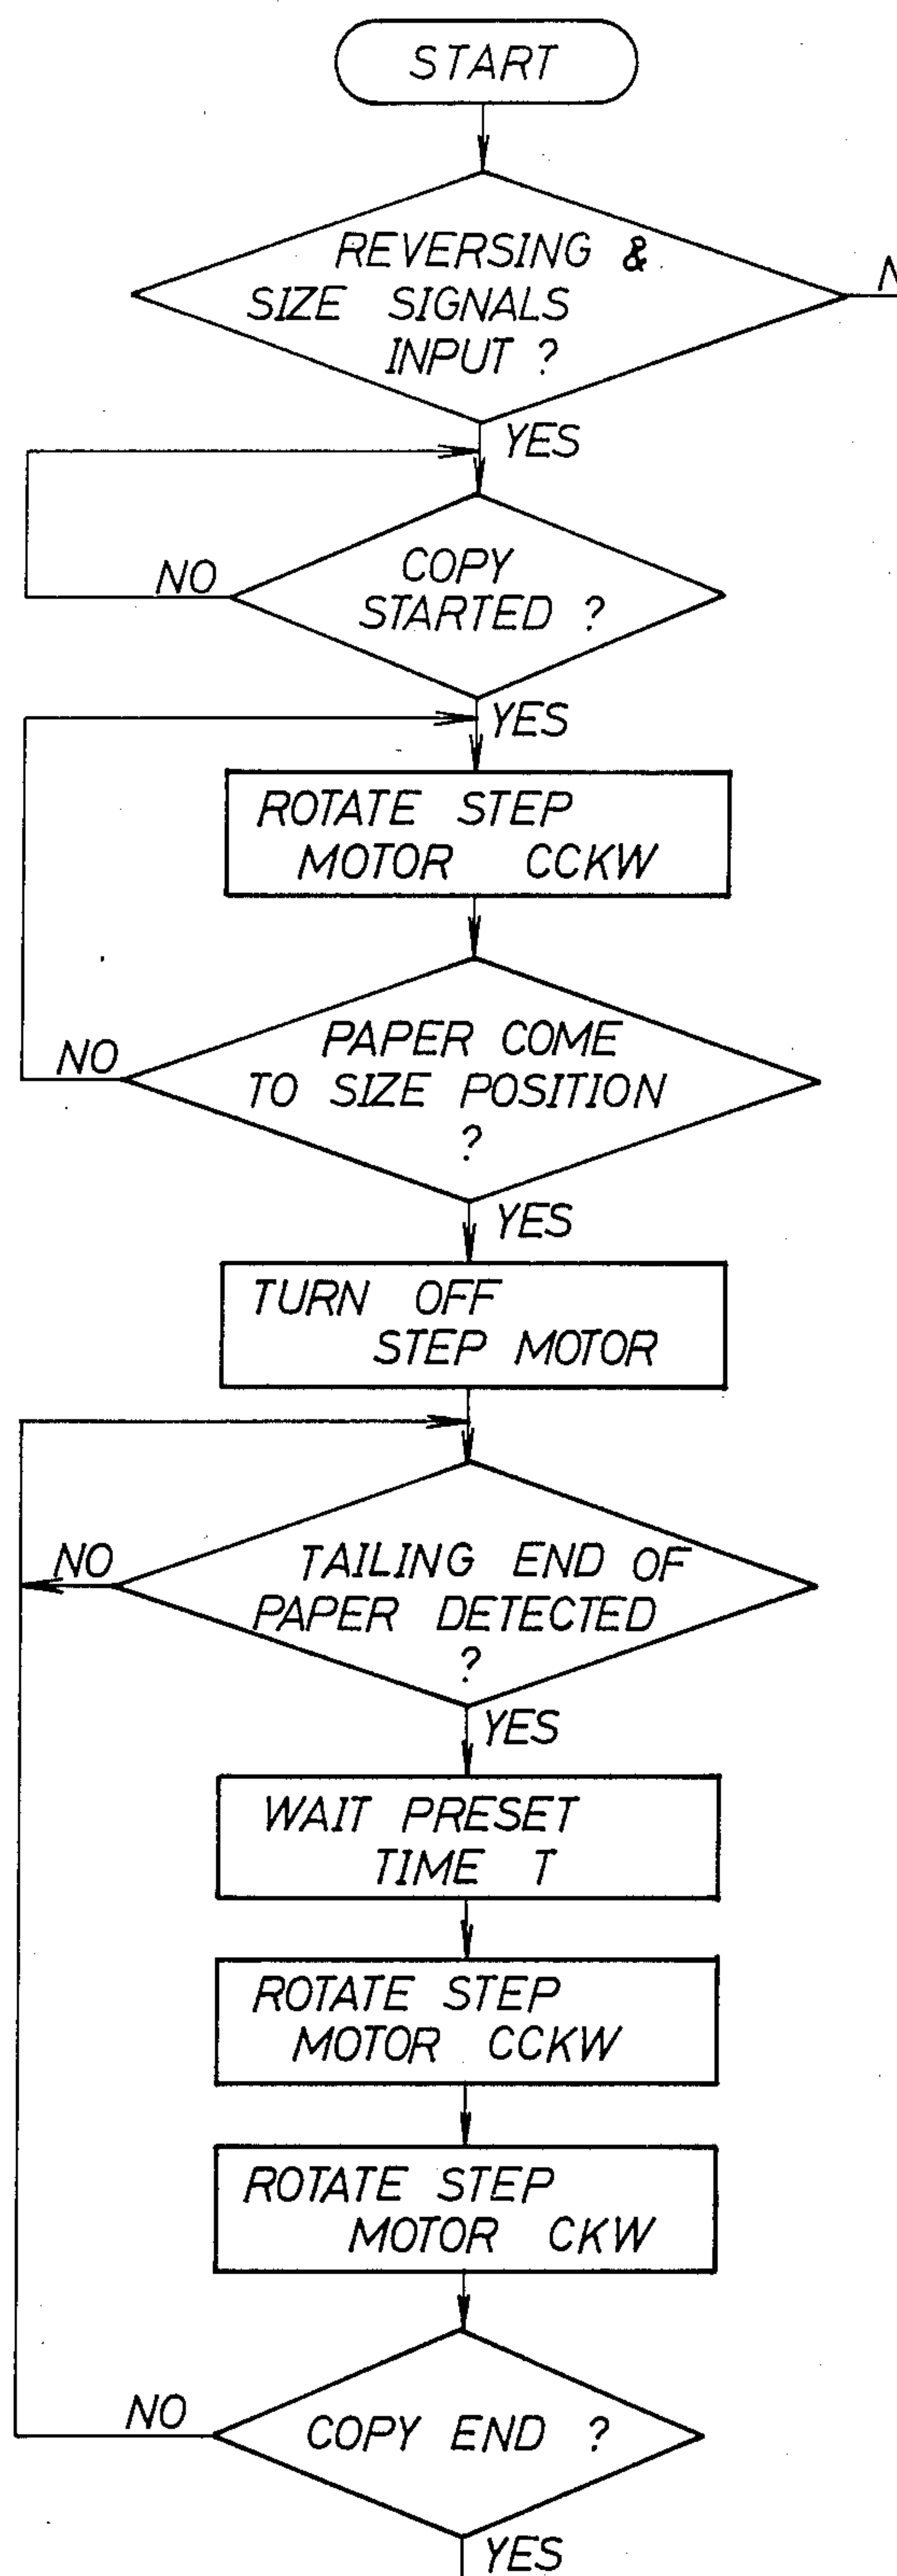 START
REVERSING &
SIZE SIGNALS
INPUT ?
YES
COPY
STARTED ?
NO
YES
ROTATE STEP
MOTOR CCKW
PAPER COME
TO SIZE POSITION
?
NO
YES
TURN OFF
STEP MOTOR
TAILING END OF
PAPER DETECTED
?
NO
YES
WAIT PRESET
TIME T
ROTATE STEP
MOTOR CCKW
ROTATE STEP
MOTOR CKW
COPY END ?
NO
YES